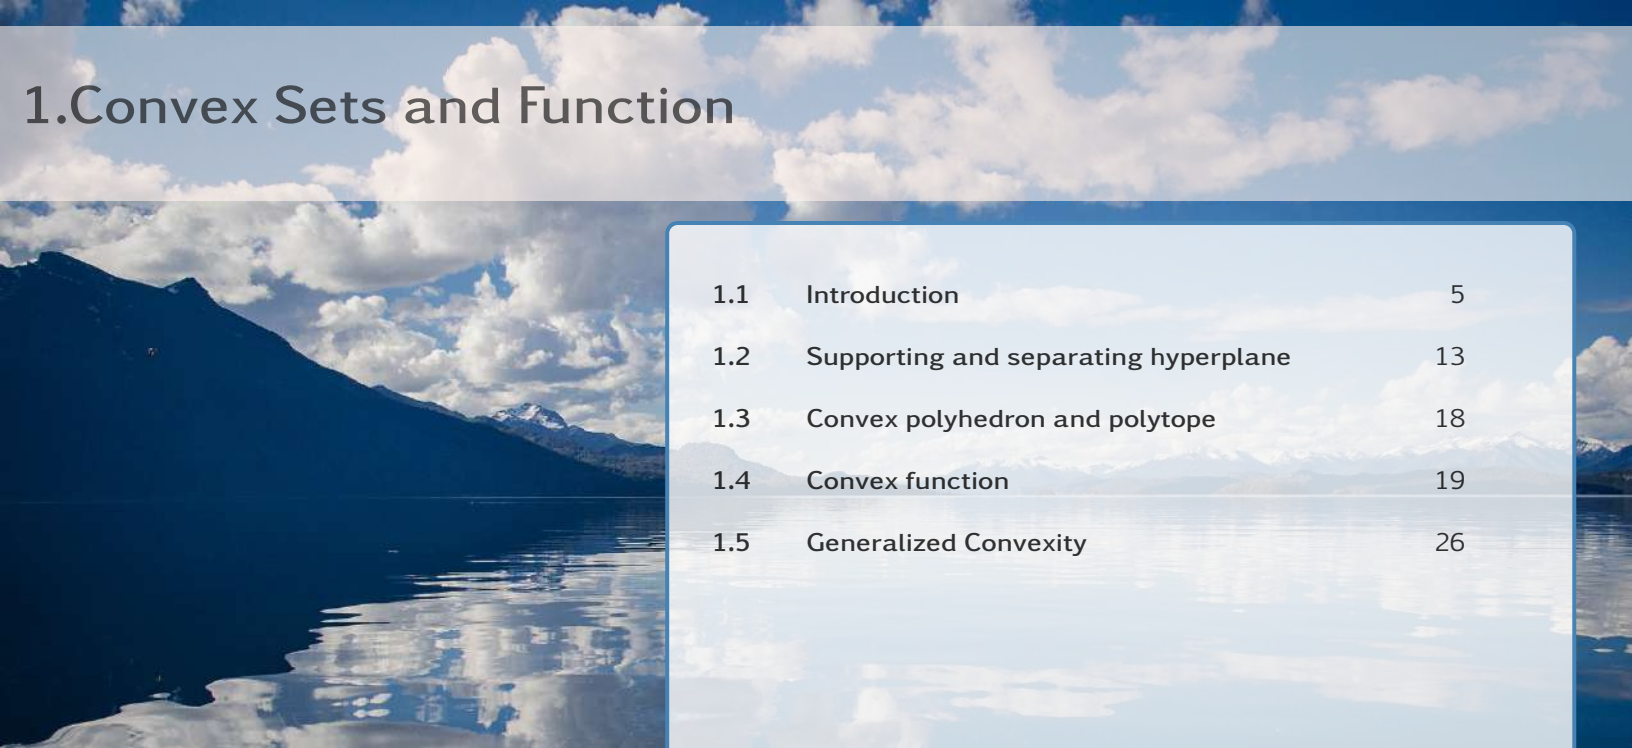 1.Convex Sets and Function
1.1 Introduction 5
1.2 Supporting and separating hyperplane 13
1.3 Convex polyhedron and polytope 18
1.4 Convex function 19
1.5 Generalized Convexity 26